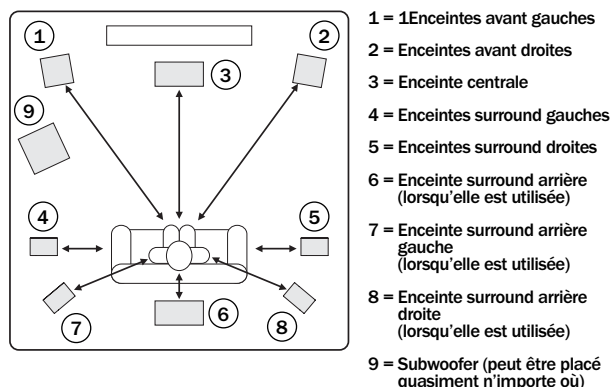 1
2
3
9
4
5
7
6
8
1 = 1Enceintes avant gauches
2 = Enceintes avant droites
3 = Enceinte centrale
4 = Enceintes surround gauches
5 = Enceintes surround droites
6 = Enceinte surround arrière
(lorsqu'elle est utilisée)
7 = Enceinte surround arrière
gauche
(lorsqu'elle est utilisée)
8 = Enceinte surround arrière
droite
(lorsqu'elle est utilisée)
9 = Subwoofer (peut être placé
quasiment n'importe où)